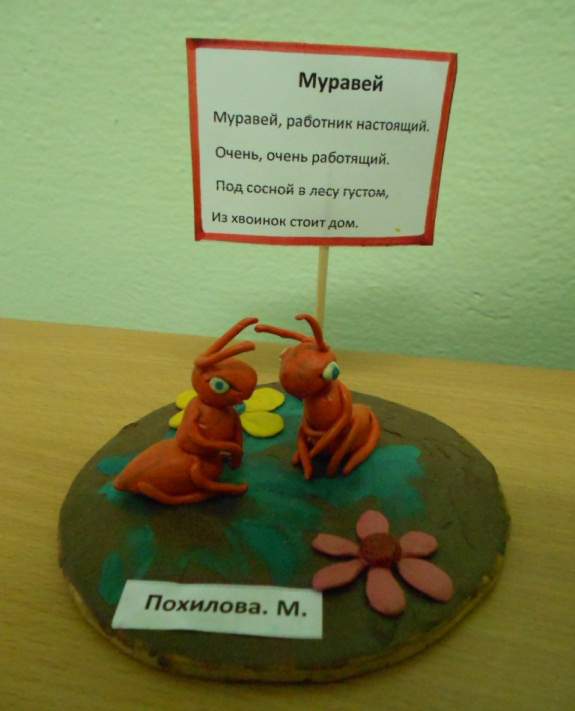 Муравей
Муравей, работник настоящий.
Очень, очень работящий.
Под сосной в лесу густом,
Из хвоинок стоит дом.
Похилова. М.